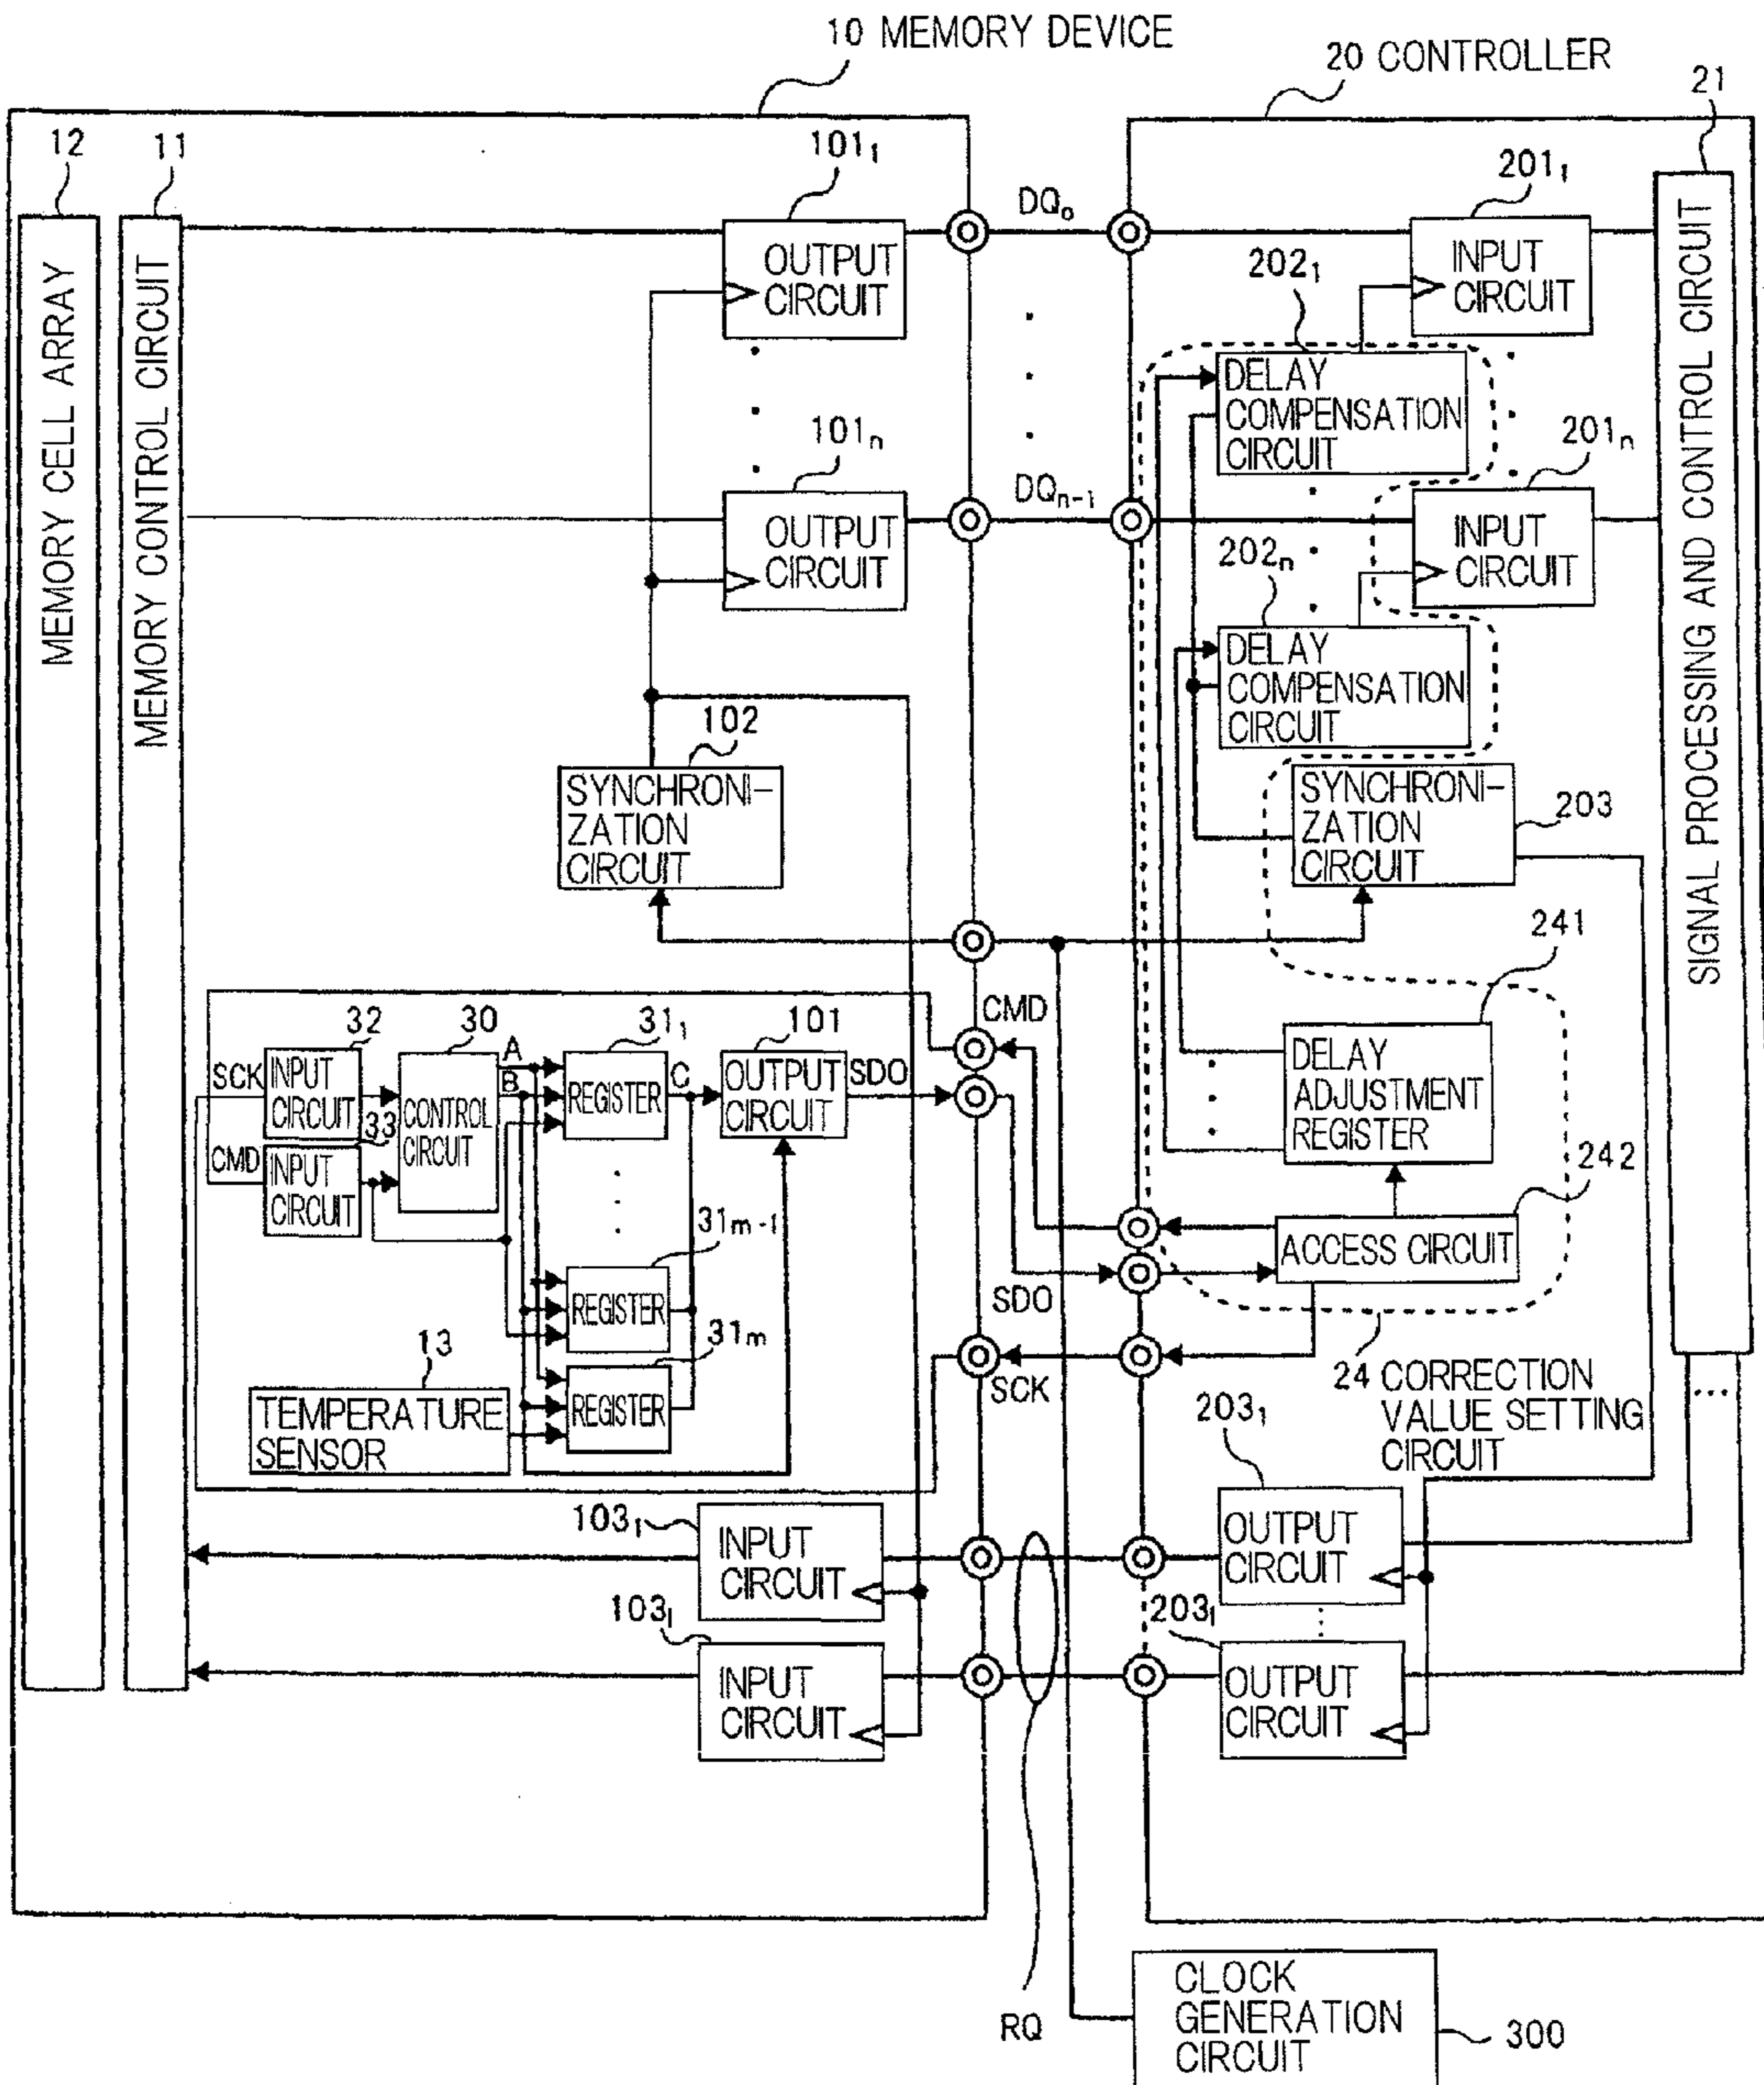 10 MEMORY DEVICE
20 CONTROLLER
21
12
11
101₁
201₁
DQ₀
OUTPUT
CIRCUIT
INPUT
CIRCUIT
202₁
DELAY
COMPENSATION
CIRCUIT
101ₙ
201ₙ
DQₙ₋₁
OUTPUT
CIRCUIT
INPUT
CIRCUIT
202ₙ
DELAY
COMPENSATION
CIRCUIT
MEMORY CELL ARRAY
MEMORY CONTROL CIRCUIT
SIGNAL PROCESSING AND CONTROL CIRCUIT
102
SYNCHRONI-
ZATION
CIRCUIT
SYNCHRONI-
ZATION
CIRCUIT
203
241
CMD
32
30
A
B
31₁
101
SCK
INPUT
CIRCUIT
33
CONTROL
CIRCUIT
REGISTER
C
OUTPUT
CIRCUIT
SDO
DELAY
ADJUSTMENT
REGISTER
CMD
INPUT
CIRCUIT
242
31ₘ₋₁
ACCESS CIRCUIT
REGISTER
SDO
31ₘ
13
REGISTER
SCK
24 CORRECTION
VALUE SETTING
CIRCUIT
TEMPERATURE
SENSOR
203₁
103₁
INPUT
CIRCUIT
OUTPUT
CIRCUIT
103ₗ
203ₗ
INPUT
CIRCUIT
OUTPUT
CIRCUIT
RQ
CLOCK
GENERATION
CIRCUIT
300